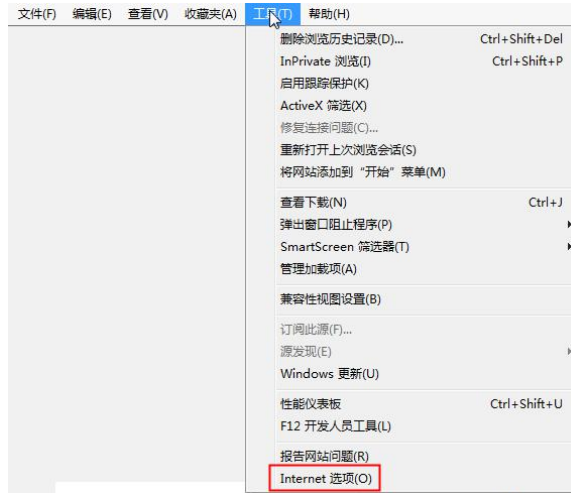 文件(F) 编辑(E) 查看(V) 收藏夹(A) 工具(T) 帮助(H)
删除浏览历史记录(D)... Ctrl+Shift+Del
InPrivate 浏览(I) Ctrl+Shift+P
启用跟踪保护(K)
ActiveX 筛选(X)
修复连接问题(C)...
重新打开上次浏览会话(S)
将网站添加到“开始”菜单(M)
查看下载(N) Ctrl+J
弹出窗口阻止程序(P)
SmartScreen 筛选器(T)
管理加载项(A)
兼容性视图设置(B)
订阅此源(F)...
源发现(E)
Windows 更新(U)
性能仪表板 Ctrl+Shift+U
F12 开发人员工具(L)
报告网站问题(R)
Internet 选项(O)